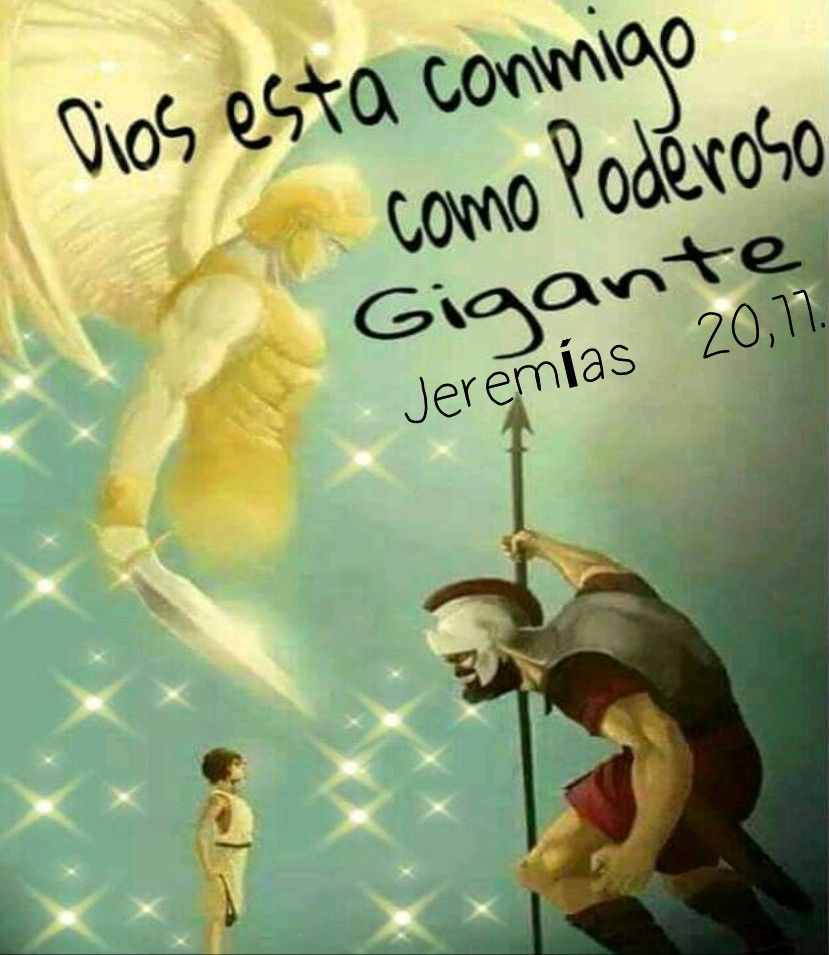 Dios esta conmigo
como Poderoso
Gigante
Jeremías 20,11.